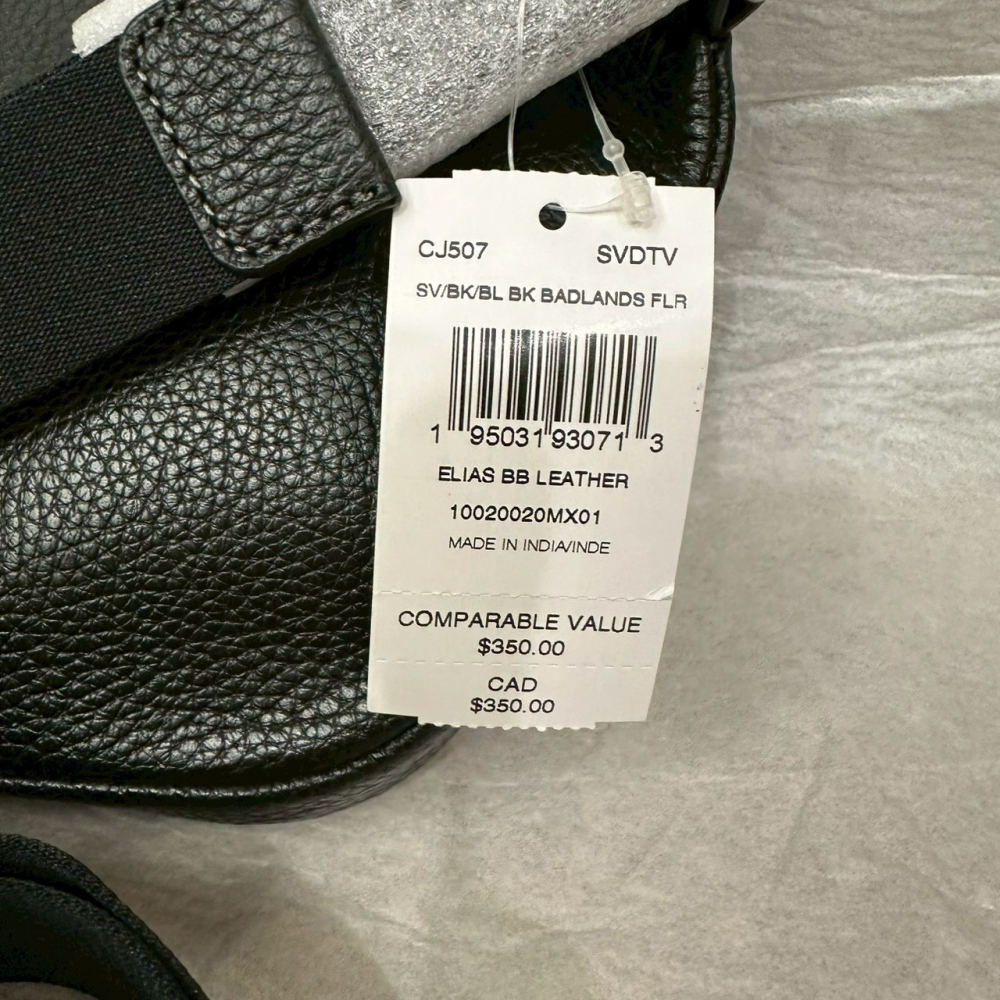 CJ507 SVDTV
SV/BK/BL BK BADLANDS FLR
1 95031 93071 3
ELIAS BB LEATHER
10020020MX01
MADE IN INDIA/INDE
COMPARABLE VALUE
$350.00
CAD
$350.00